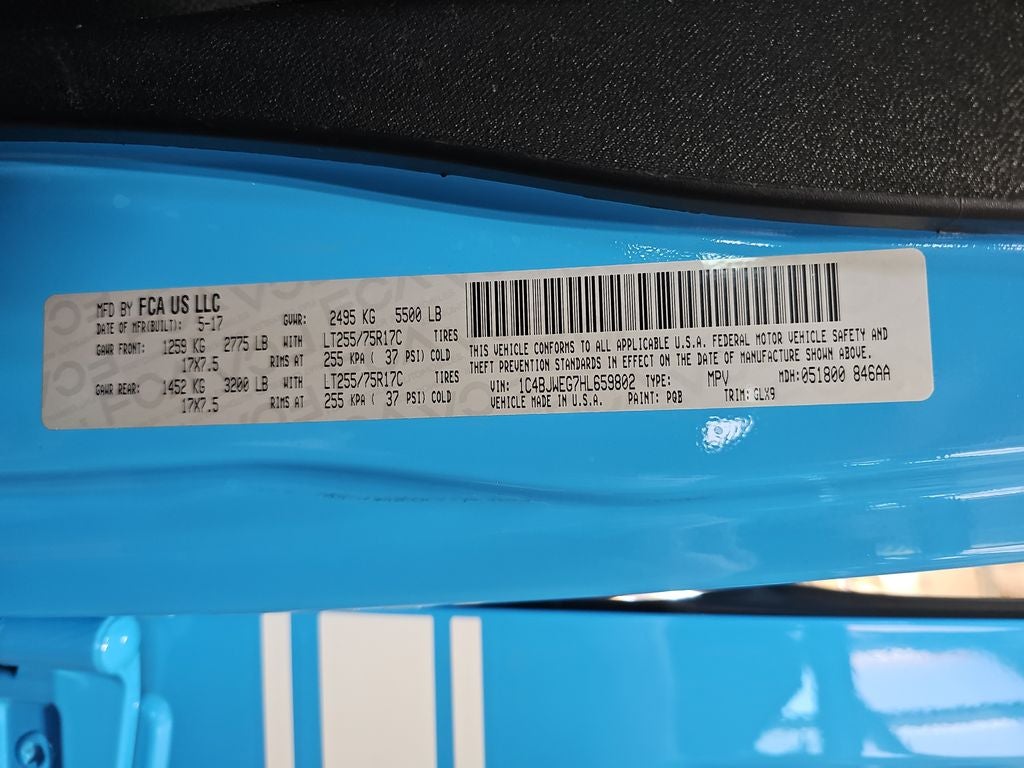 MFD BY FCA US LLC
DATE OF MFR(BUILT): 5-17 GVWR: 2495 KG 5500 LB
GAWR FRONT: 1259 KG 2775 LB WITH LT255/75R17C TIRES
17X7.5 RIMS AT 255 KPA ( 37 PSI) COLD
GAWR REAR: 1452 KG 3200 LB WITH LT255/75R17C TIRES
17X7.5 RIMS AT 255 KPA ( 37 PSI) COLD
THIS VEHICLE CONFORMS TO ALL APPLICABLE U.S.A. FEDERAL MOTOR VEHICLE SAFETY AND
THEFT PREVENTION STANDARDS IN EFFECT ON THE DATE OF MANUFACTURE SHOWN ABOVE.
VIN: 1C4BJWEG7HL659802 TYPE: MPV MDH: 051800 846AA
VEHICLE MADE IN U.S.A. PAINT: PQB TRIM: GLX9